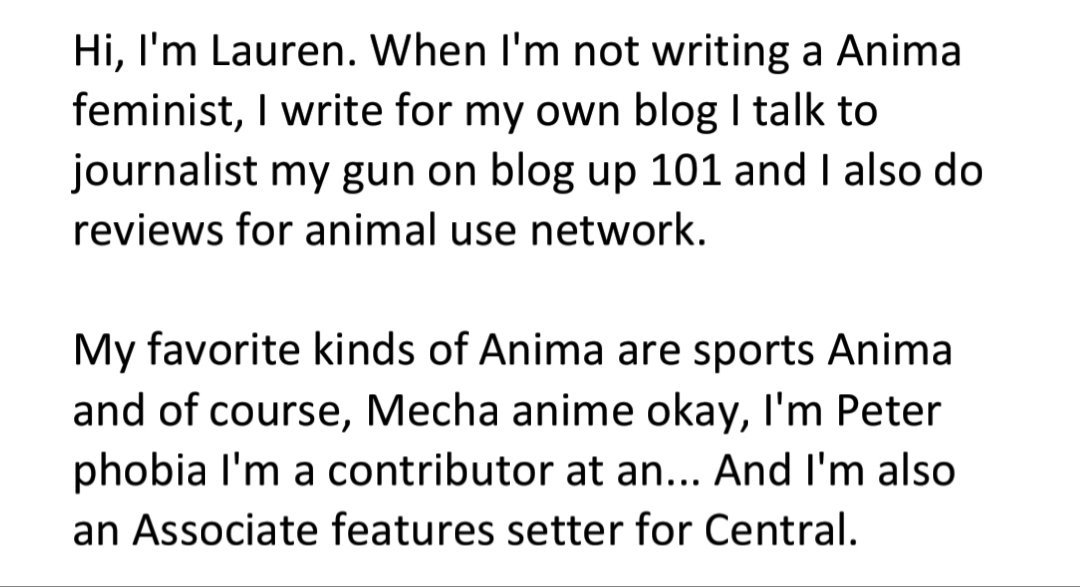 Hi, I'm Lauren. When I'm not writing a Anima
feminist, I write for my own blog I talk to
journalist my gun on blog up 101 and I also do
reviews for animal use network.
My favorite kinds of Anima are sports Anima
and of course, Mecha anime okay, I'm Peter
phobia I'm a contributor at an... And I'm also
an Associate features setter for Central.